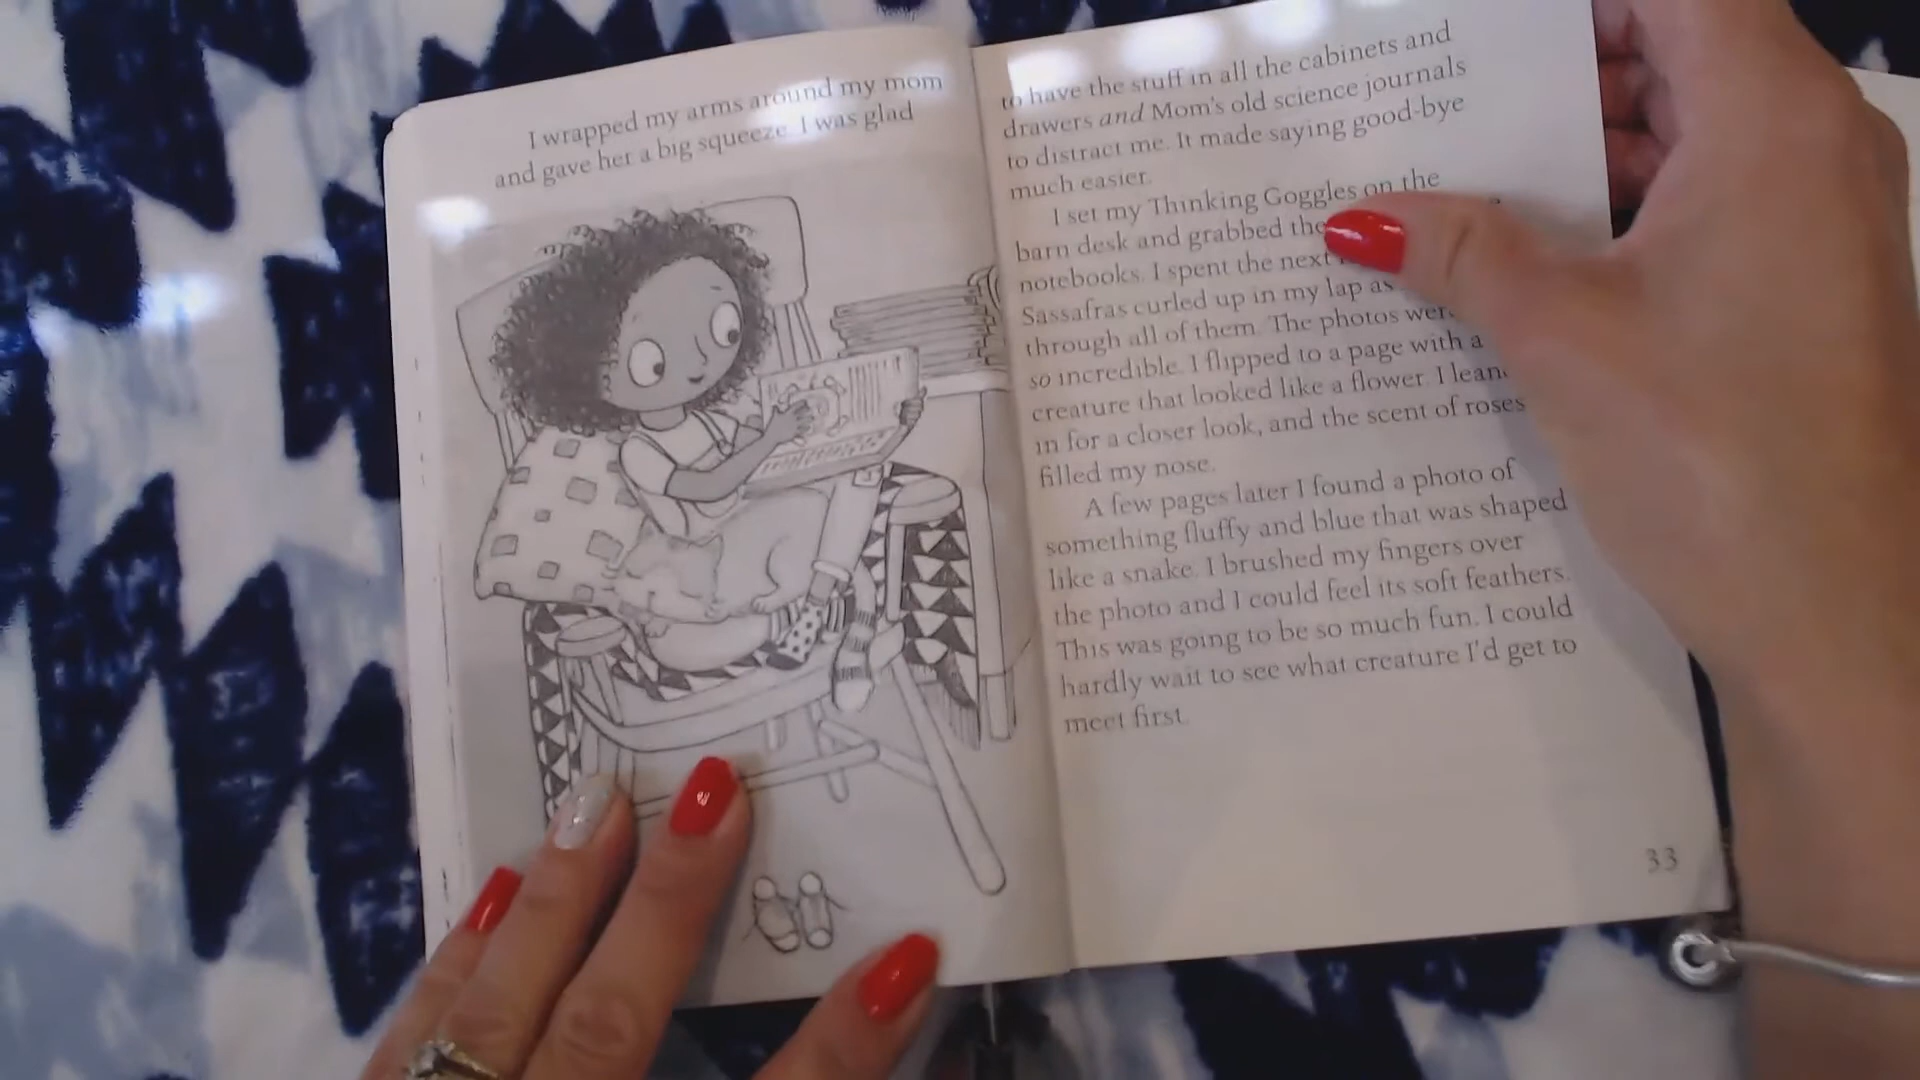 I wrapped my arms around my mom
and gave her a big squeeze. I was glad
to have the stuff in all the cabinets and
drawers and Mom's old science journals
to distract me. It made saying good-bye
much easier.
I set my Thinking Goggles on the
barn desk and grabbed the
notebooks. I spent the next
Sassafras curled up in my lap as
through all of them. The photos were
so incredible. I flipped to a page with a
creature that looked like a flower. I
in for a closer look, and the scent of roses
filled my nose.
A few pages later I found a photo of
something fluffy and blue that was shaped
like a snake. I brushed my fingers over
the photo and I could feel its soft feathers.
This was going to be so much fun. I could
hardly wait to see what creature I'd get to
meet first.
33